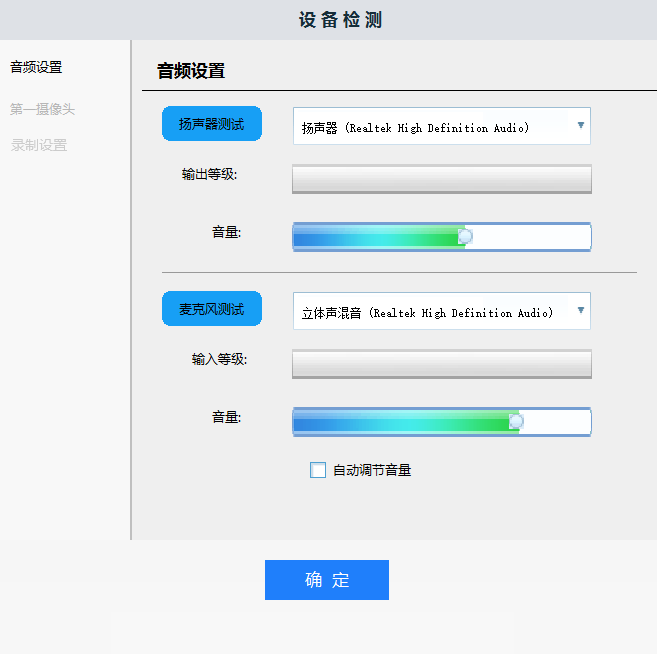 设备检测
音频设置
第一摄像头
录制设置
音频设置
扬声器测试
扬声器 (Realtek High Definition Audio)
输出等级:
音量:
麦克风测试
立体声混音 (Realtek High Definition Audio)
输入等级:
音量:
自动调节音量
确 定